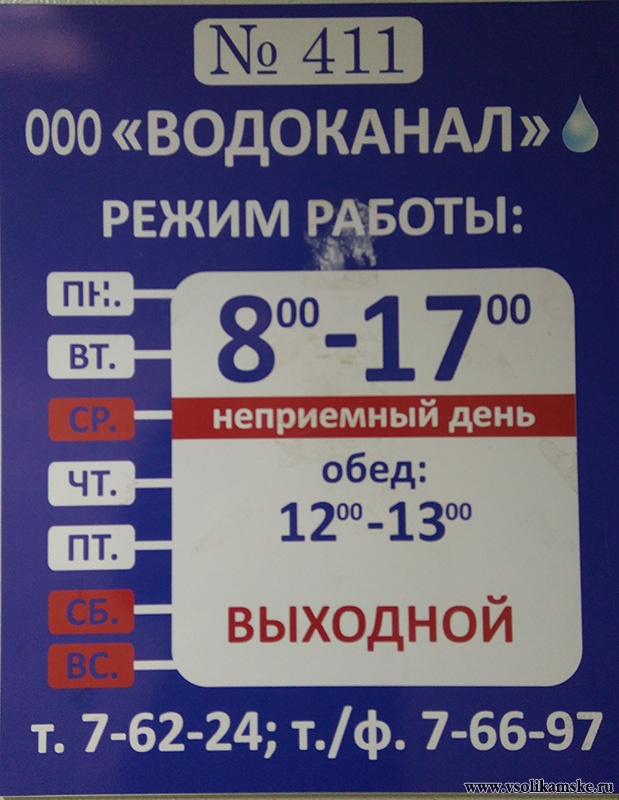 № 411
ООО «ВОДОКАНАЛ»
РЕЖИМ РАБОТЫ:
ПН.
8⁰⁰-17⁰⁰
ВТ.
СР.
неприемный день
ЧТ.
обед:
12⁰⁰-13⁰⁰
ПТ.
СБ.
ВЫХОДНОЙ
ВС.
т. 7-62-24; т./ф. 7-66-97
www.vsolikamske.ru